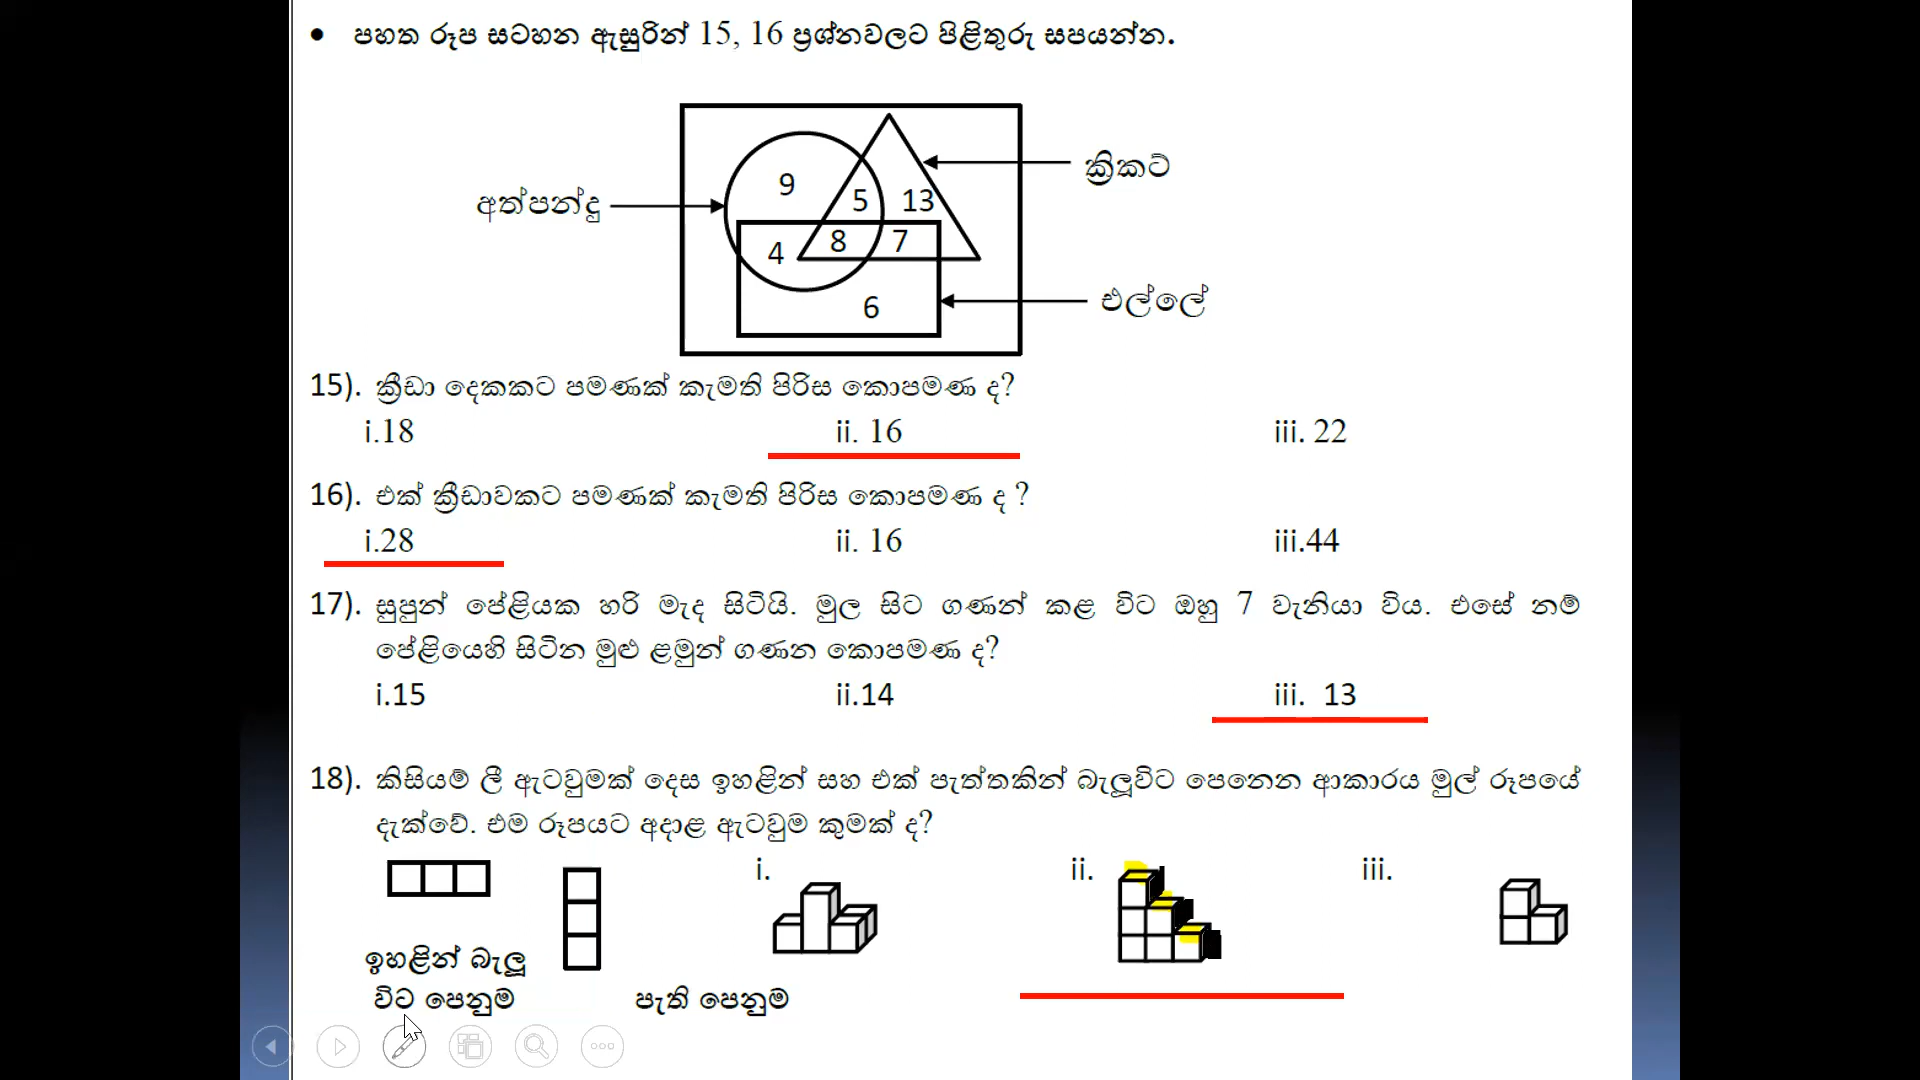 • පහත රූප සටහන ඇසුරින් 15, 16 ප්‍රශ්නවලට පිළිතුරු සපයන්න.
ක්‍රිකට්
අත්පන්දු
9
5
13
4
8
7
6
එල්ලේ
15). ක්‍රීඩා දෙකකට පමණක් කැමති පිරිස කොපමණ ද?
i.18 ii. 16 iii. 22
16). එක් ක්‍රීඩාවකට පමණක් කැමති පිරිස කොපමණ ද ?
i.28 ii. 16 iii.44
17). සුපුන් පේළියක හරි මැද සිටියි. මුල සිට ගණන් කළ විට ඔහු 7 වැනියා විය. එසේ නම්
පේළියෙහි සිටින මුළු ළමුන් ගණන කොපමණ ද?
i.15 ii.14 iii. 13
18). කිසියම් ලී ඇටවුමක් දෙස ඉහළින් සහ එක් පැත්තකින් බැලූවිට පෙනෙන ආකාරය මුල් රූපයේ
දැක්වේ. එම රූපයට අදාළ ඇටවුම කුමක් ද?
i. ii. iii.
ඉහළින් බැලූ
විට පෙනුම
පැති පෙනුම